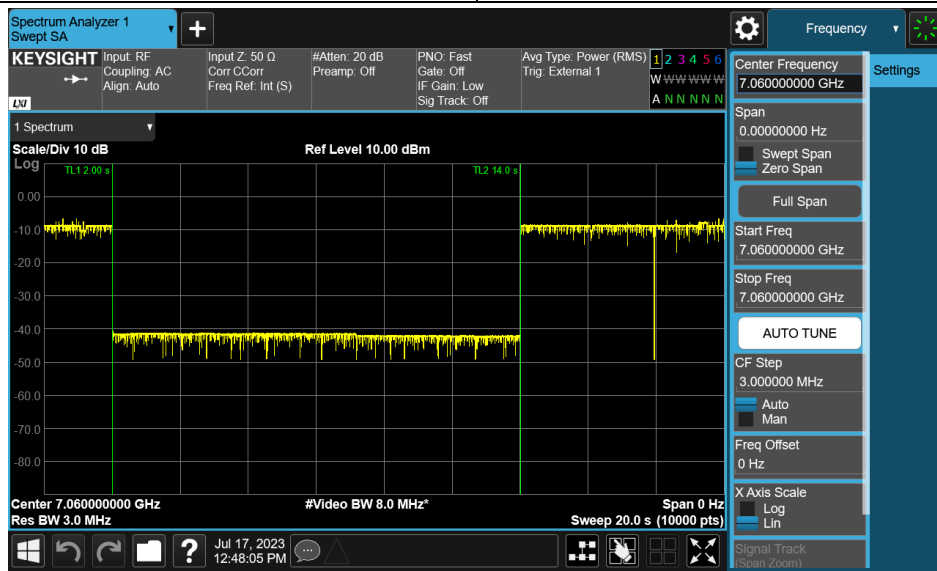 Spectrum Analyzer 1
Swept SA
Frequency
KEYSIGHT
LXI
Input: RF
Coupling: AC
Align: Auto
Input Z: 50 Ω
Corr CCorr
Freq Ref: Int (S)
#Atten: 20 dB
Preamp: Off
PNO: Fast
Gate: Off
IF Gain: Low
Sig Track: Off
Avg Type: Power (RMS)
Trig: External 1
1 2 3 4 5 6
W W W W W W
A N N N N N
1 Spectrum
Scale/Div 10 dB
Ref Level 10.00 dBm
Log
TL1 2.00 s
TL2 14.0 s
0.00
-10.0
-20.0
-30.0
-40.0
-50.0
-60.0
-70.0
-80.0
Center 7.060000000 GHz
#Video BW 8.0 MHz*
Span 0 Hz
Res BW 3.0 MHz
Sweep 20.0 s (10000 pts)
Center Frequency
7.060000000 GHz
Settings
Span
0.00000000 Hz
Swept Span
Zero Span
Full Span
Start Freq
7.060000000 GHz
Stop Freq
7.060000000 GHz
AUTO TUNE
CF Step
3.000000 MHz
Auto
Man
Freq Offset
0 Hz
X Axis Scale
Log
Lin
Signal Track
(Span Zoom)
?
Jul 17, 2023
12:48:05 PM